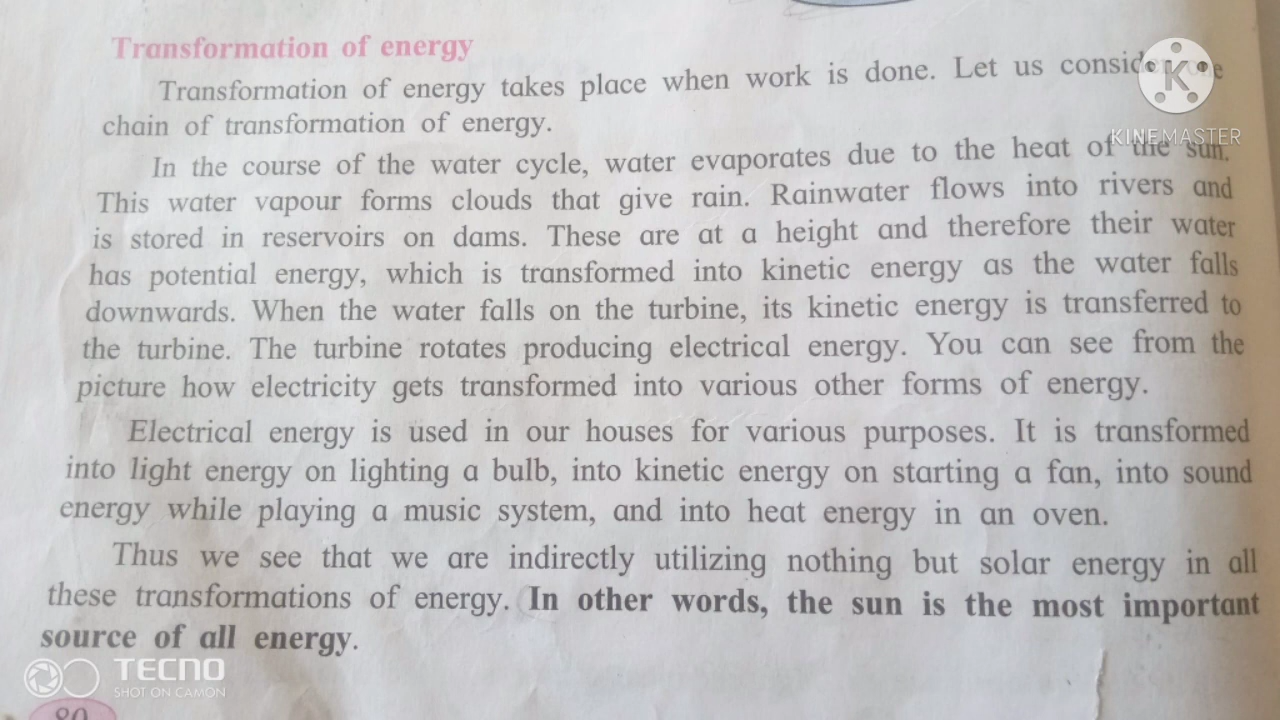 Transformation of energy
Transformation of energy takes place when work is done. Let us consider
chain of transformation of energy.
KINEMASTER
In the course of the water cycle, water evaporates due to the heat of the sun.
This water vapour forms clouds that give rain. Rainwater flows into rivers and
is stored in reservoirs on dams. These are at a height and therefore their water
has potential energy, which is transformed into kinetic energy as the water falls
downwards. When the water falls on the turbine, its kinetic energy is transferred to
the turbine. The turbine rotates producing electrical energy. You can see from the
picture how electricity gets transformed into various other forms of energy.
Electrical energy is used in our houses for various purposes. It is transformed
into light energy on lighting a bulb, into kinetic energy on starting a fan, into sound
energy while playing a music system, and into heat energy in an oven.
Thus we see that we are indirectly utilizing nothing but solar energy in all
these transformations of energy. In other words, the sun is the most important
source of all energy.
TECNO
SHOT ON CAMON
80